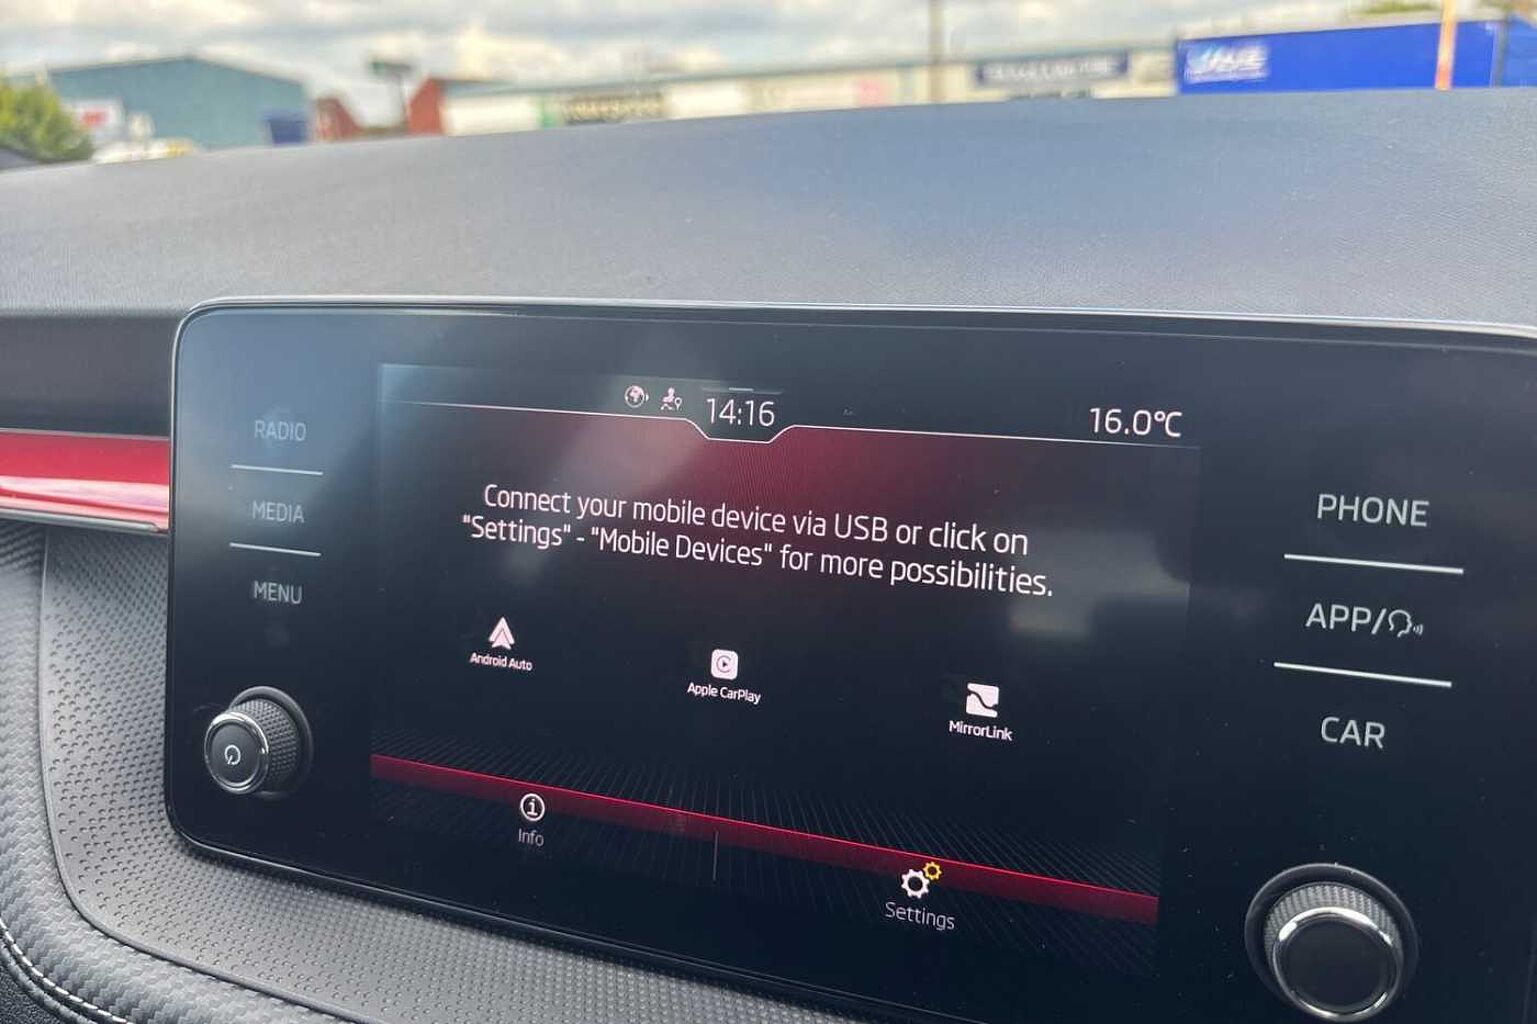 14:16
16.0°C
RADIO
MEDIA
MENU
Connect your mobile device via USB or click on
"Settings" - "Mobile Devices" for more possibilities.
Android Auto
Apple CarPlay
MirrorLink
Info
Settings
PHONE
APP/
CAR